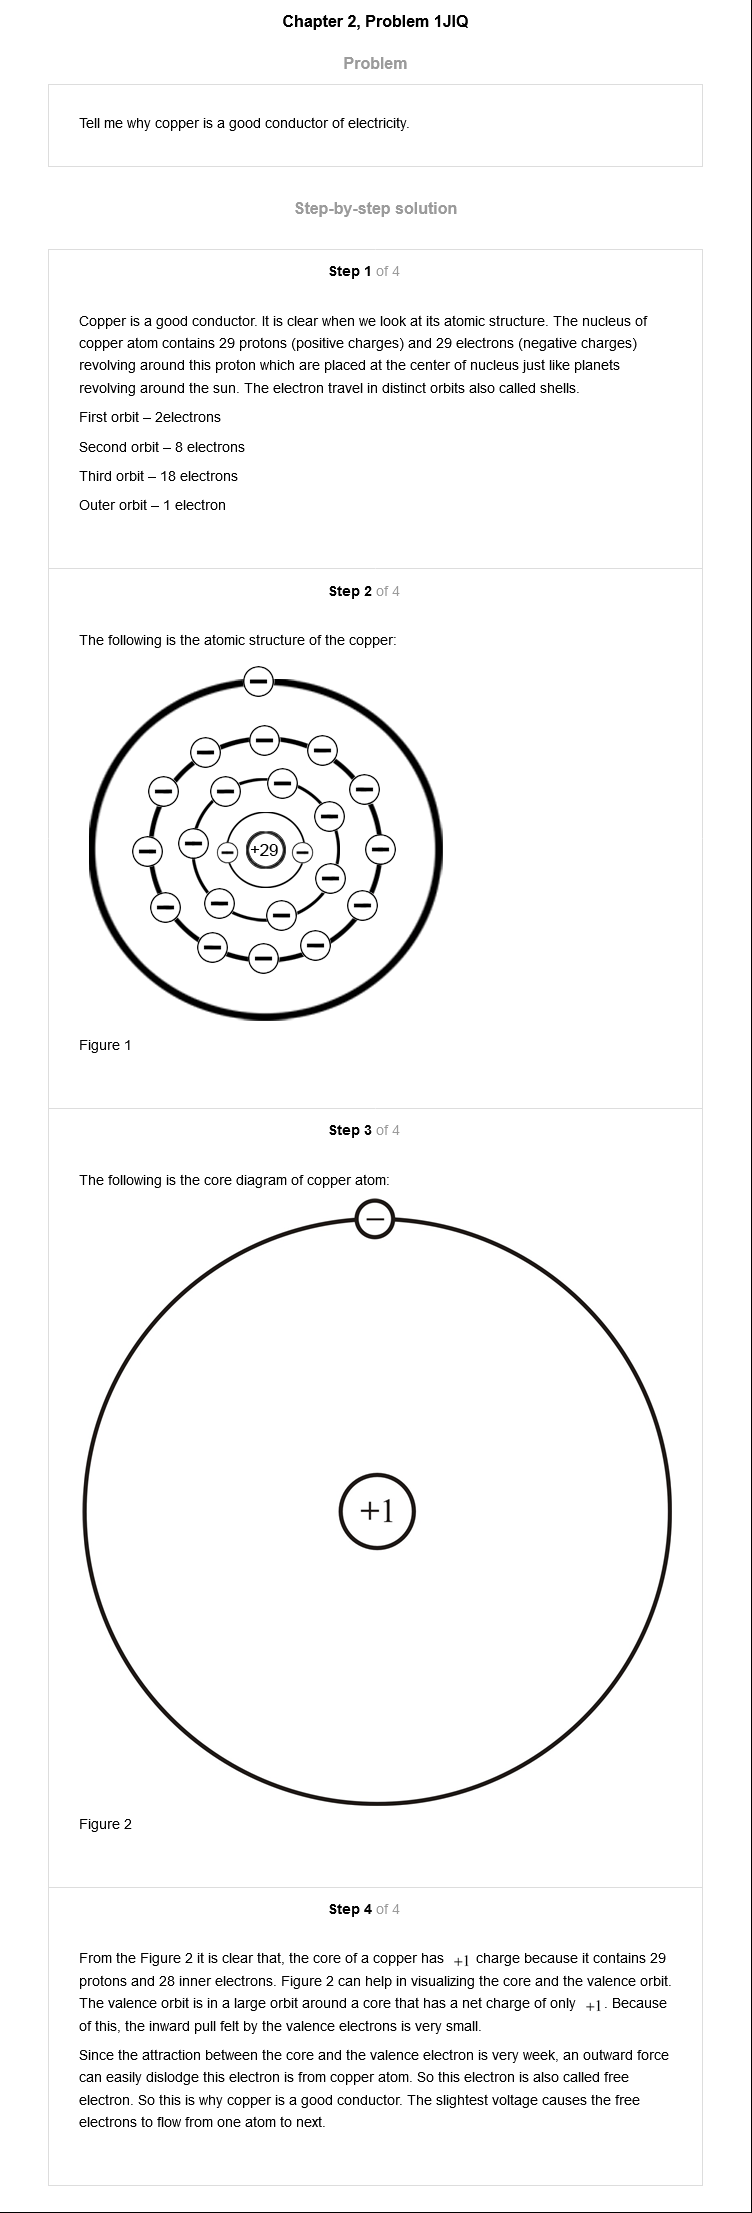 Chapter 2, Problem 1JIQ
Problem
Tell me why copper is a good conductor of electricity.
Step-by-step solution
Step 1 of 4
Copper is a good conductor. It is clear when we look at its atomic structure. The nucleus of
copper atom contains 29 protons (positive charges) and 29 electrons (negative charges)
revolving around this proton which are placed at the center of nucleus just like planets
revolving around the sun. The electron travel in distinct orbits also called shells.
First orbit – 2electrons
Second orbit – 8 electrons
Third orbit – 18 electrons
Outer orbit – 1 electron
Step 2 of 4
The following is the atomic structure of the copper:
+29
Figure 1
Step 3 of 4
The following is the core diagram of copper atom:
+1
Figure 2
Step 4 of 4
From the Figure 2 it is clear that, the core of a copper has +1 charge because it contains 29
protons and 28 inner electrons. Figure 2 can help in visualizing the core and the valence orbit.
The valence orbit is in a large orbit around a core that has a net charge of only +1. Because
of this, the inward pull felt by the valence electrons is very small.
Since the attraction between the core and the valence electron is very week, an outward force
can easily dislodge this electron is from copper atom. So this electron is also called free
electron. So this is why copper is a good conductor. The slightest voltage causes the free
electrons to flow from one atom to next.